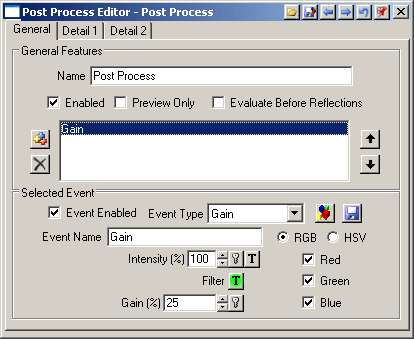 Post Process Editor - Post Process
General Detail 1 Detail 2
General Features
Name Post Process
Enabled Preview Only Evaluate Before Reflections
Gain
Selected Event
Event Enabled Event Type Gain
Event Name Gain RGB HSV
Intensity (%) 100 T Red
Filter T Green
Gain (%) 25 Blue